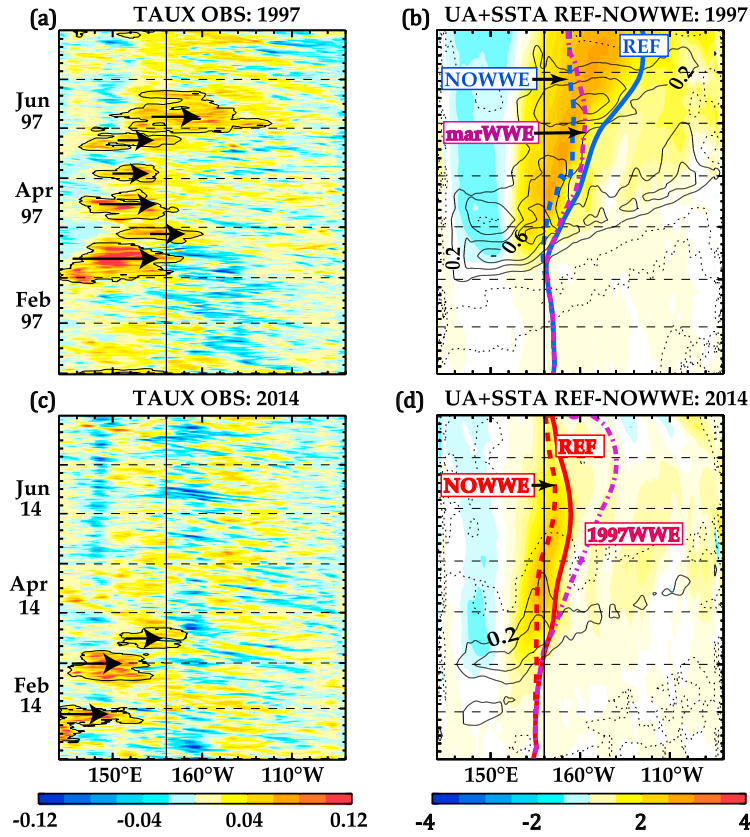 (a) TAUX OBS: 1997
Jun
97
Apr
97
Feb
97
(b) UA+SSTA REF-NOWWE: 1997
REF
0.2
NOWWE
marWWE
0.6
0.2
(c) TAUX OBS: 2014
Jun
14
Apr
14
Feb
14
150°E 160°W 110°W
-0.12 -0.04 0.04 0.12
(d) UA+SSTA REF-NOWWE: 2014
REF
NOWWE
1997WWE
0.2
150°E 160°W 110°W
-4 -2 2 4